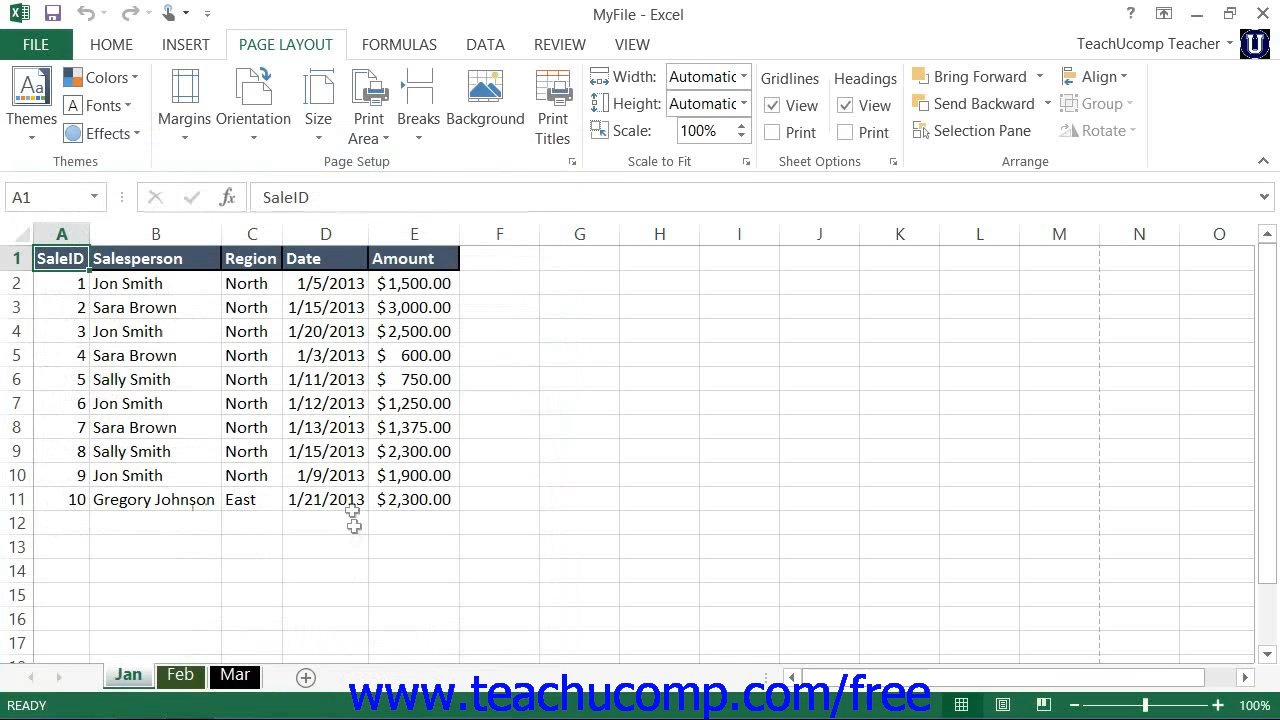 MyFile - Excel
FILE HOME INSERT PAGE LAYOUT FORMULAS DATA REVIEW VIEW TeachUcomp Teacher U
Aa Themes Colors A Fonts Effects Themes
Margins Orientation Size Print Area Breaks Background Print Titles Page Setup
Width: Automatic Height: Automatic Scale: 100% Scale to Fit
Gridlines View Print Headings View Print Sheet Options
Bring Forward Send Backward Selection Pane Align Group Rotate Arrange
A1 fx SaleID
A B C D E F G H I J K L M N O
1 SaleID Salesperson Region Date Amount
2 1 Jon Smith North 1/5/2013 $1,500.00
3 2 Sara Brown North 1/15/2013 $3,000.00
4 3 Jon Smith North 1/20/2013 $2,500.00
5 4 Sara Brown North 1/3/2013 $ 600.00
6 5 Sally Smith North 1/11/2013 $ 750.00
7 6 Jon Smith North 1/12/2013 $1,250.00
8 7 Sara Brown North 1/13/2013 $1,375.00
9 8 Sally Smith North 1/15/2013 $2,300.00
10 9 Jon Smith North 1/9/2013 $1,900.00
11 10 Gregory Johnson East 1/21/2013 $2,300.00
12
13
14
15
16
17
Jan Feb Mar
www.teachucomp.com/free
READY 100%